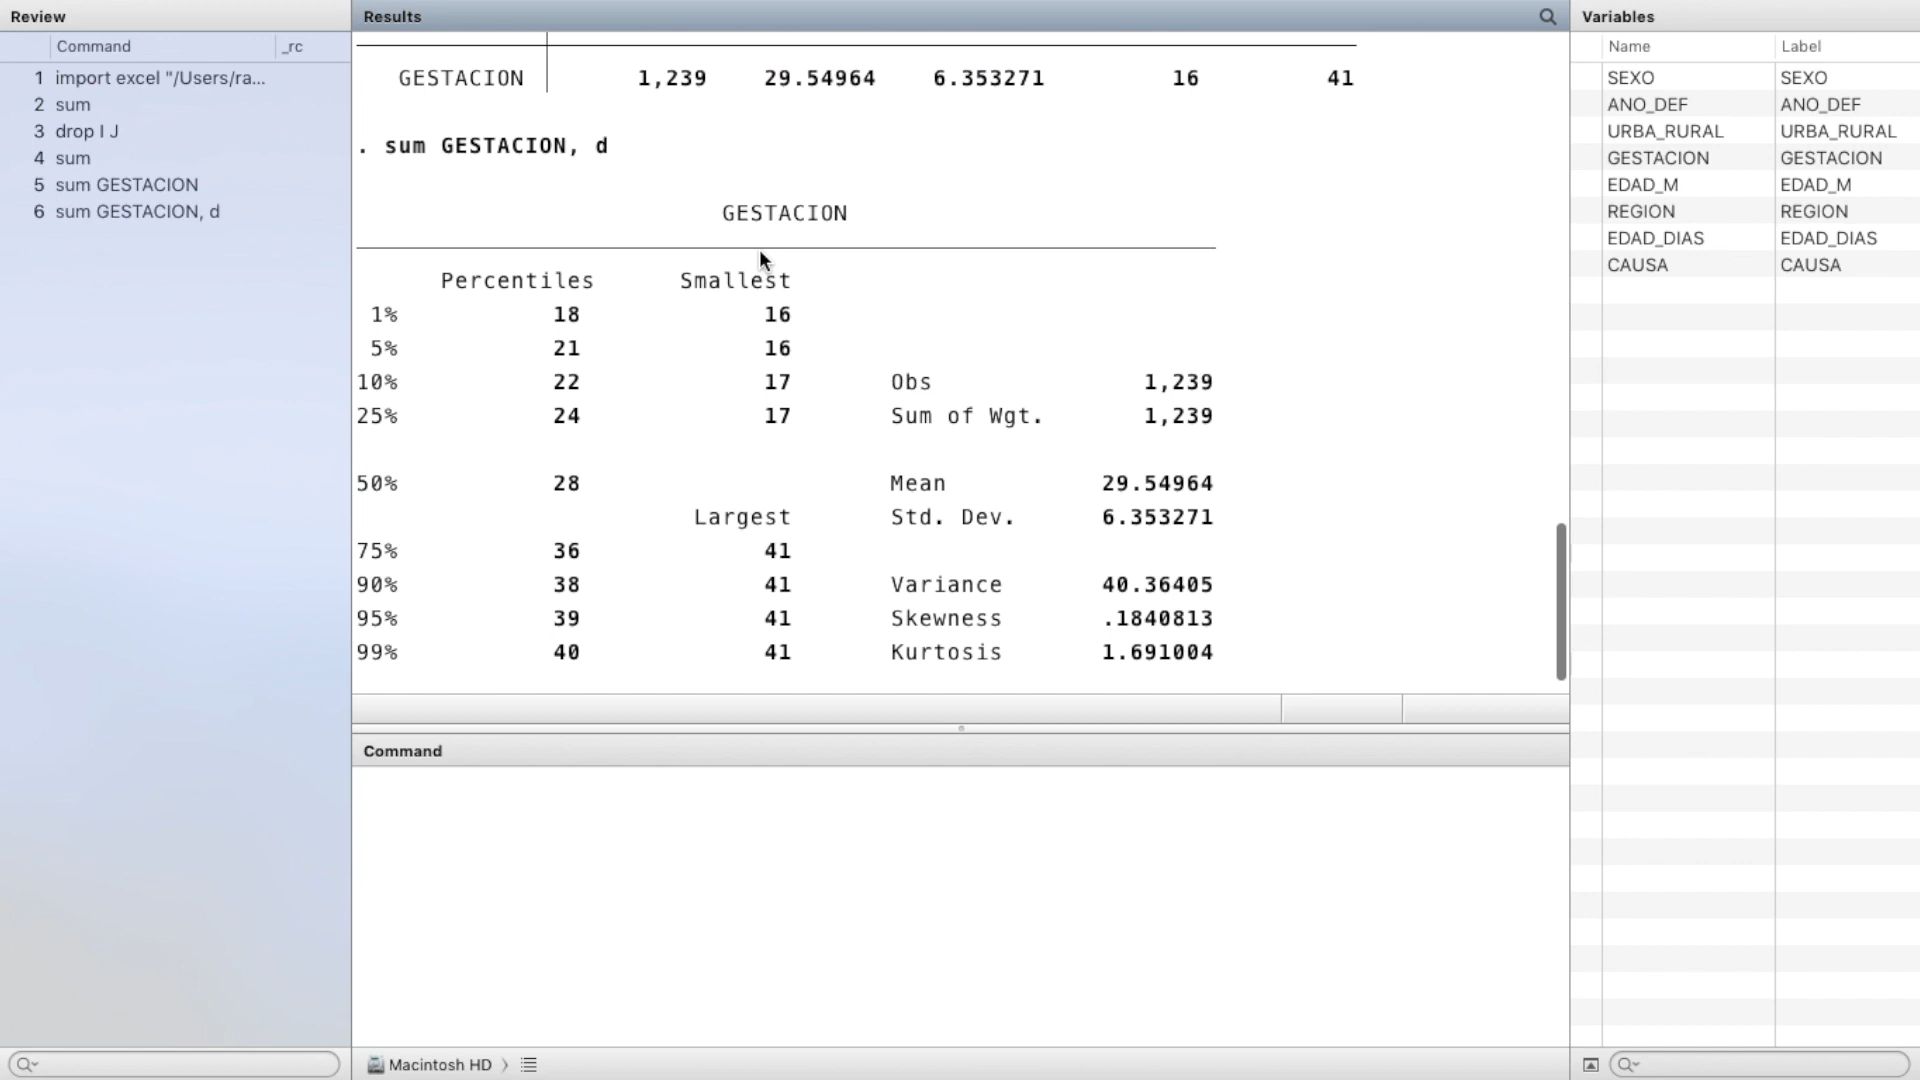 Review
Command _rc
1 import excel "/Users/ra...
2 sum
3 drop I J
4 sum
5 sum GESTACION
6 sum GESTACION, d
Results
GESTACION 1,239 29.54964 6.353271 16 41
. sum GESTACION, d
GESTACION
Percentiles Smallest
1% 18 16
5% 21 16
10% 22 17 Obs 1,239
25% 24 17 Sum of Wgt. 1,239
50% 28 Mean 29.54964
Largest Std. Dev. 6.353271
75% 36 41
90% 38 41 Variance 40.36405
95% 39 41 Skewness .1840813
99% 40 41 Kurtosis 1.691004
Command
Macintosh HD
Variables
Name Label
SEXO SEXO
ANO_DEF ANO_DEF
URBA_RURAL URBA_RURAL
GESTACION GESTACION
EDAD_M EDAD_M
REGION REGION
EDAD_DIAS EDAD_DIAS
CAUSA CAUSA